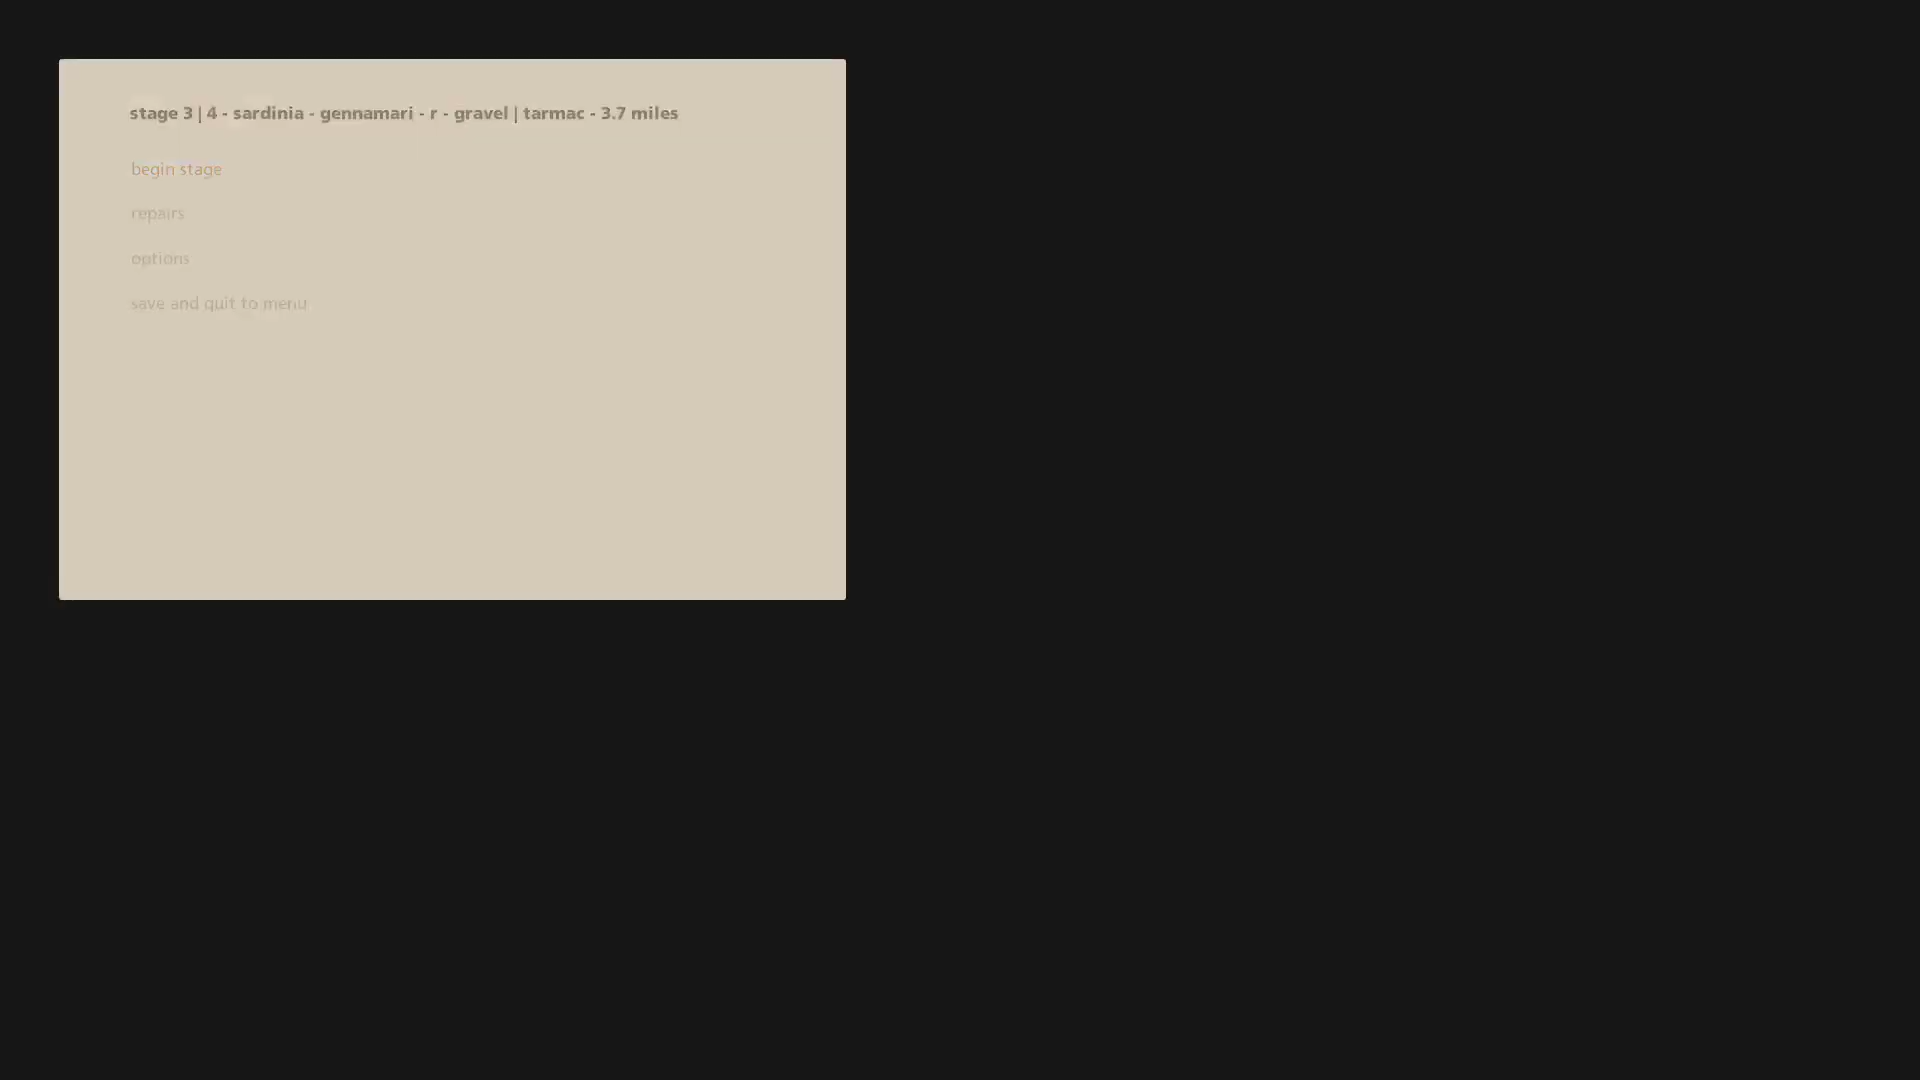 stage 3 | 4 - sardinia - gennamari - r - gravel | tarmac - 3.7 miles
begin stage
repairs
options
save and quit to menu